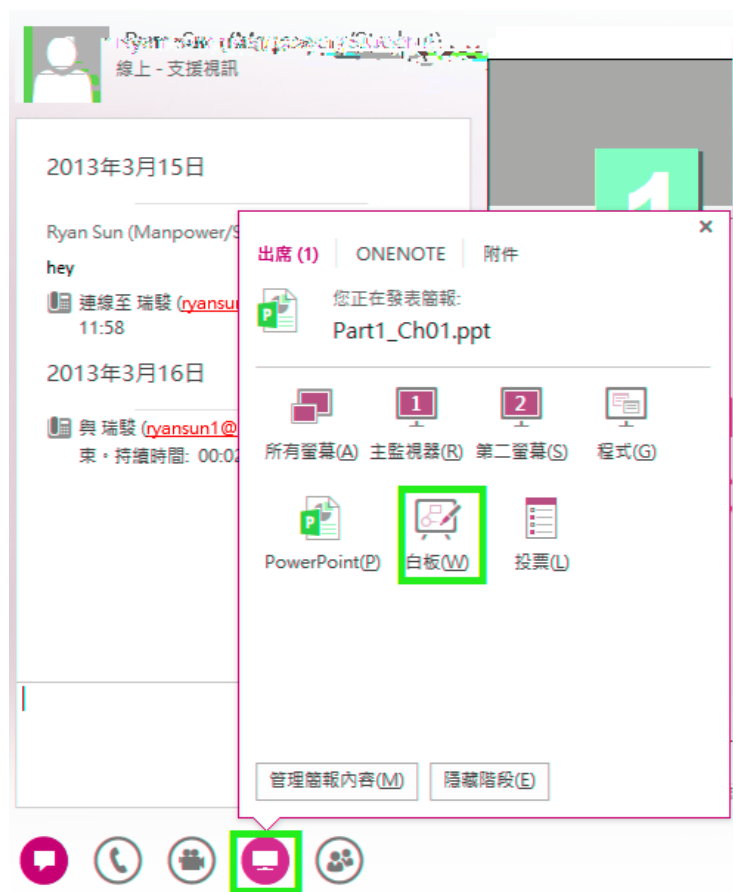 線上 - 支援視訊
2013年3月15日
Ryan Sun (Manpower/S
hey
連線至 瑞駿 (ryansu
11:58
2013年3月16日
與 瑞駿 (ryansun1@
束。持續時間: 00:02
1
×
出席 (1) ONENOTE 附件
您正在發表簡報:
Part1_Ch01.ppt
1 2
所有螢幕(A) 主監視器(R) 第二螢幕(S) 程式(G)
PowerPoint(P) 白板(W) 投票(L)
管理簡報內容(M) 隱藏階段(E)